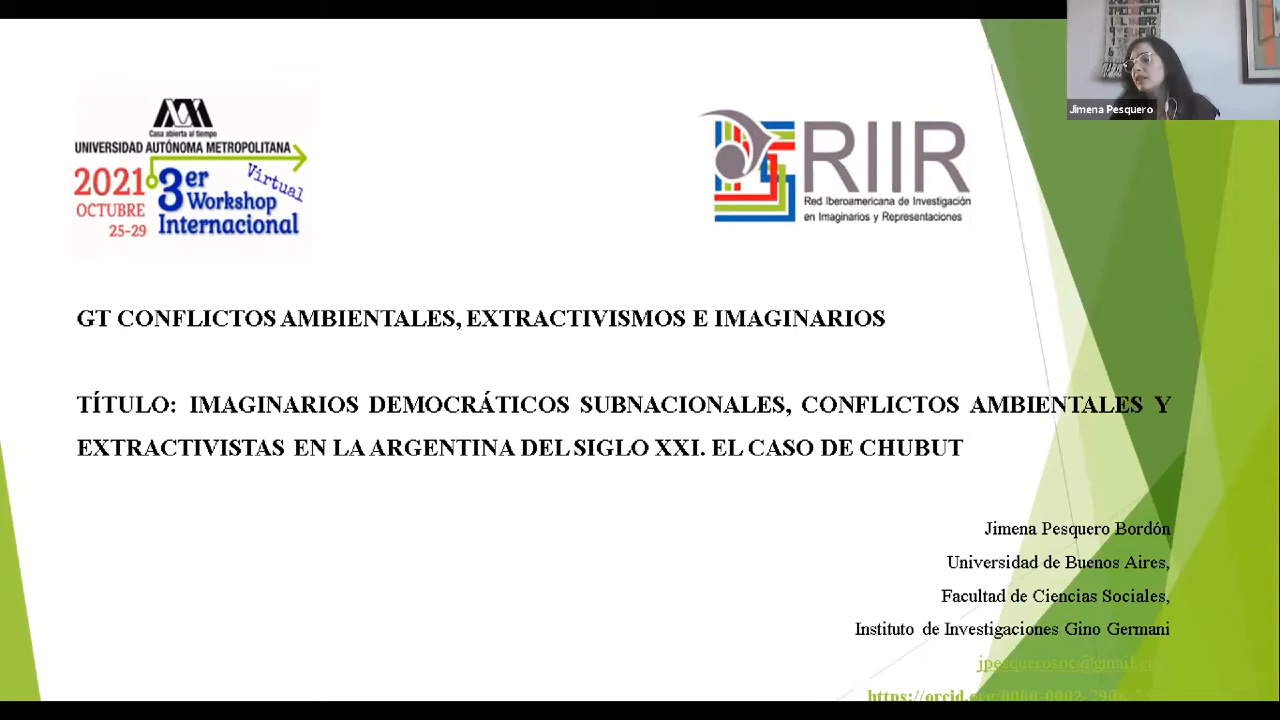 Casa abierta al tiempo
UNIVERSIDAD AUTÓNOMA METROPOLITANA
2021
OCTUBRE
25-29
3er
Workshop
Internacional
Virtual
RIIR
Red Iberoamericana de Investigación
en Imaginarios y Representaciones
Jimena Pesquero
GT CONFLICTOS AMBIENTALES, EXTRACTIVISMOS E IMAGINARIOS
TÍTULO: IMAGINARIOS DEMOCRÁTICOS SUBNACIONALES, CONFLICTOS AMBIENTALES Y
EXTRACTIVISTAS EN LA ARGENTINA DEL SIGLO XXI. EL CASO DE CHUBUT
Jimena Pesquero Bordón
Universidad de Buenos Aires,
Facultad de Ciencias Sociales,
Instituto de Investigaciones Gino Germani